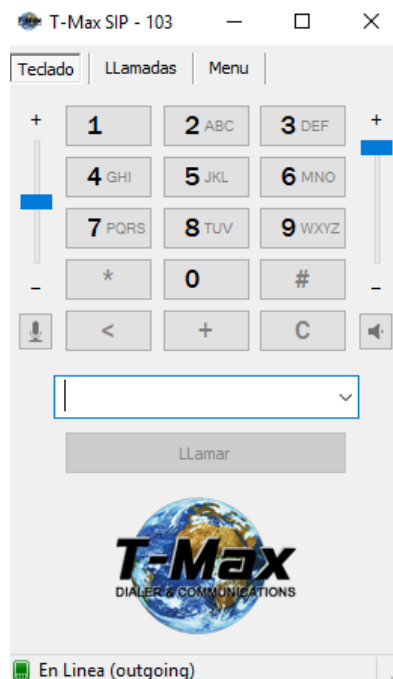 T-Max SIP - 103
Teclado LLamadas Menu
+ 1 2 ABC 3 DEF +
4 GHI 5 JKL 6 MNO
7 PQRS 8 TUV 9 WXYZ
- * 0 # -
< + C
LLamar
T-Max
DIALER & COMMUNICATIONS
En Linea (outgoing)